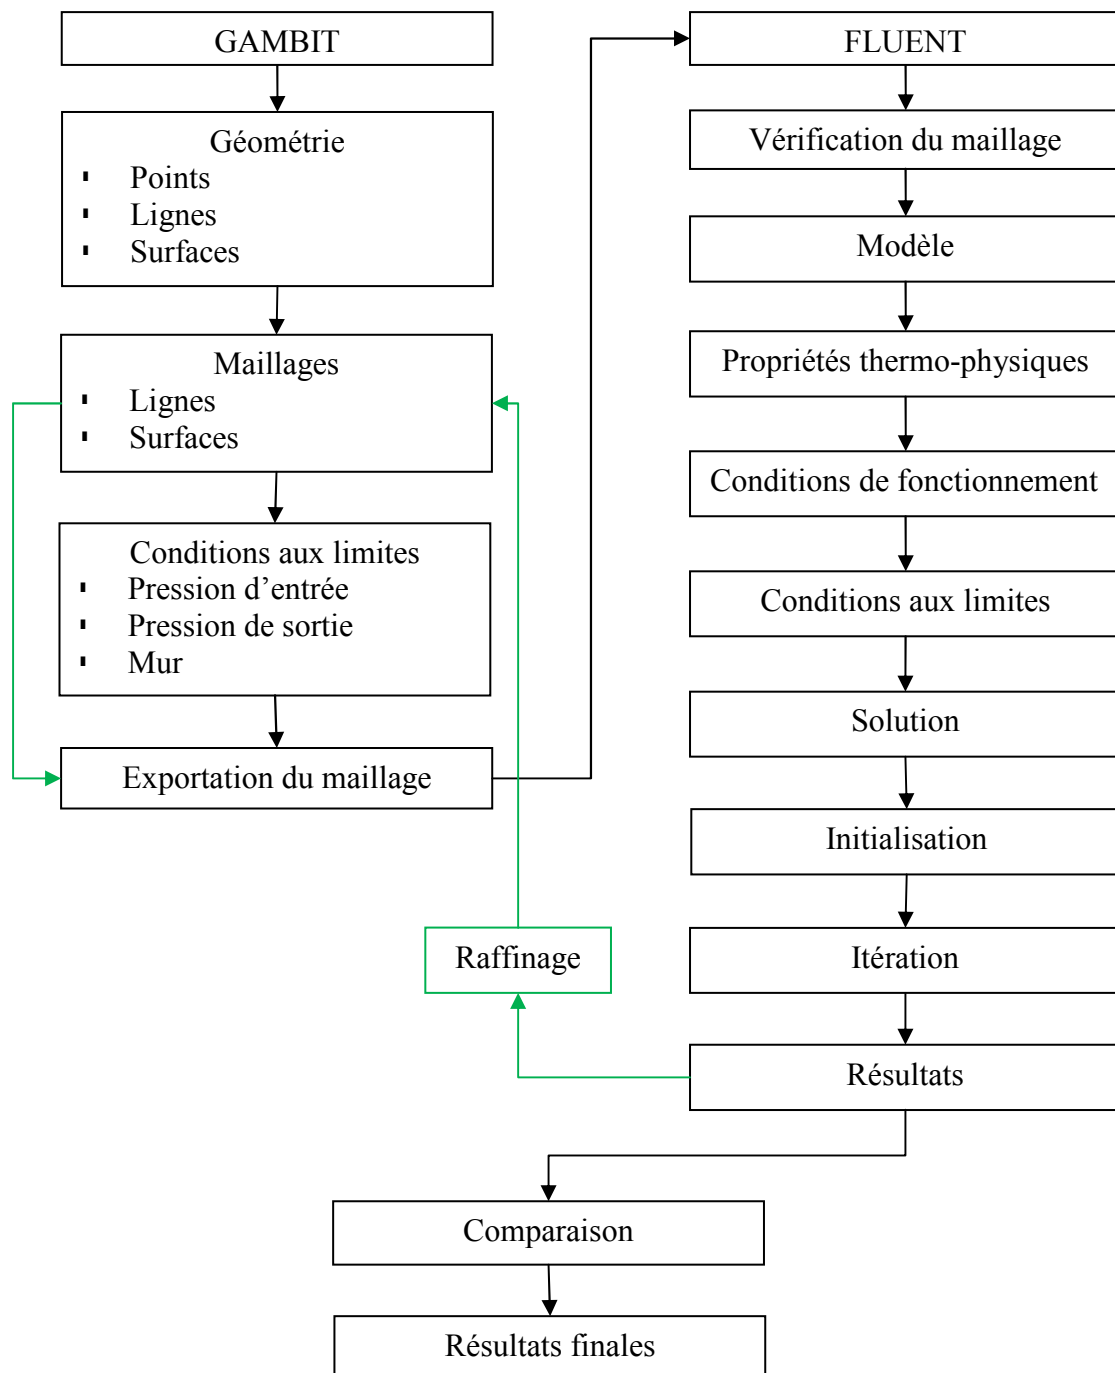 GAMBIT
Géométrie
▪ Points
▪ Lignes
▪ Surfaces
Maillages
▪ Lignes
▪ Surfaces
Conditions aux limites
▪ Pression d’entrée
▪ Pression de sortie
▪ Mur
Exportation du maillage
FLUENT
Vérification du maillage
Modèle
Propriétés thermo-physiques
Conditions de fonctionnement
Conditions aux limites
Solution
Initialisation
Itération
Résultats
Raffinage
Comparaison
Résultats finales